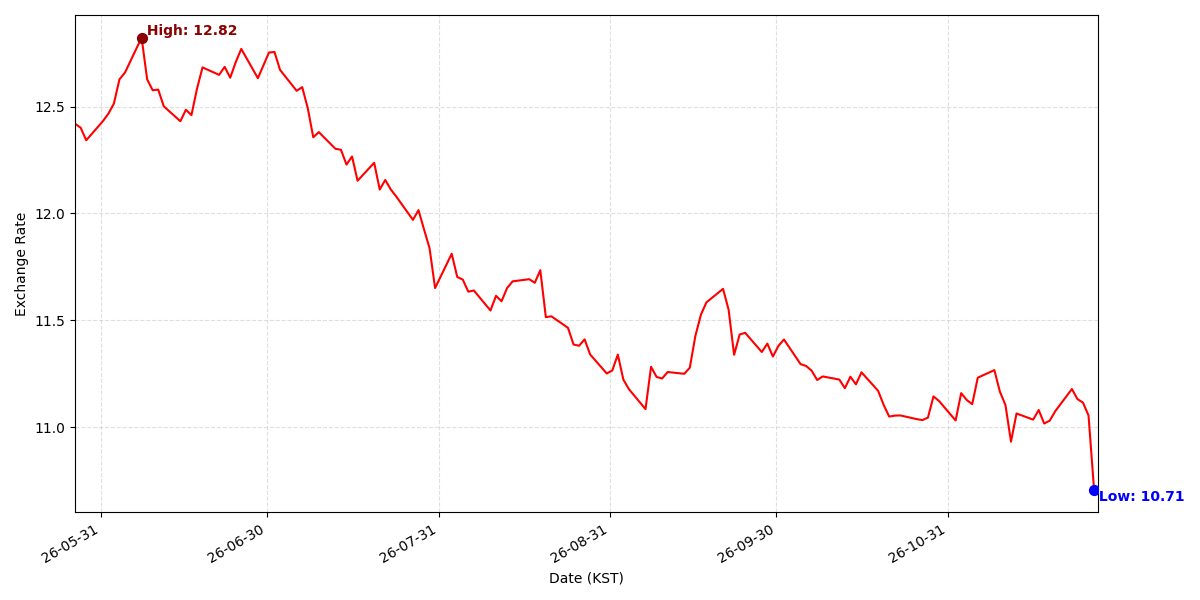 High: 12.82
12.5
12.0
11.5
11.0
Exchange Rate
Low: 10.71
26-05-31
26-06-30
26-07-31
26-08-31
26-09-30
26-10-31
Date (KST)